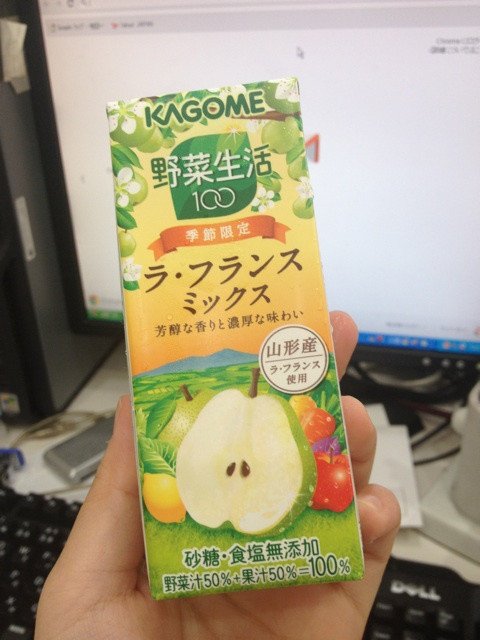 KAGOME
野菜生活
100
季節限定
ラ・フランス
ミックス
芳醇な香りと濃厚な味わい
山形産
ラ・フランス
使用
砂糖・食塩無添加
野菜汁50%+果汁50%=100%
DELL